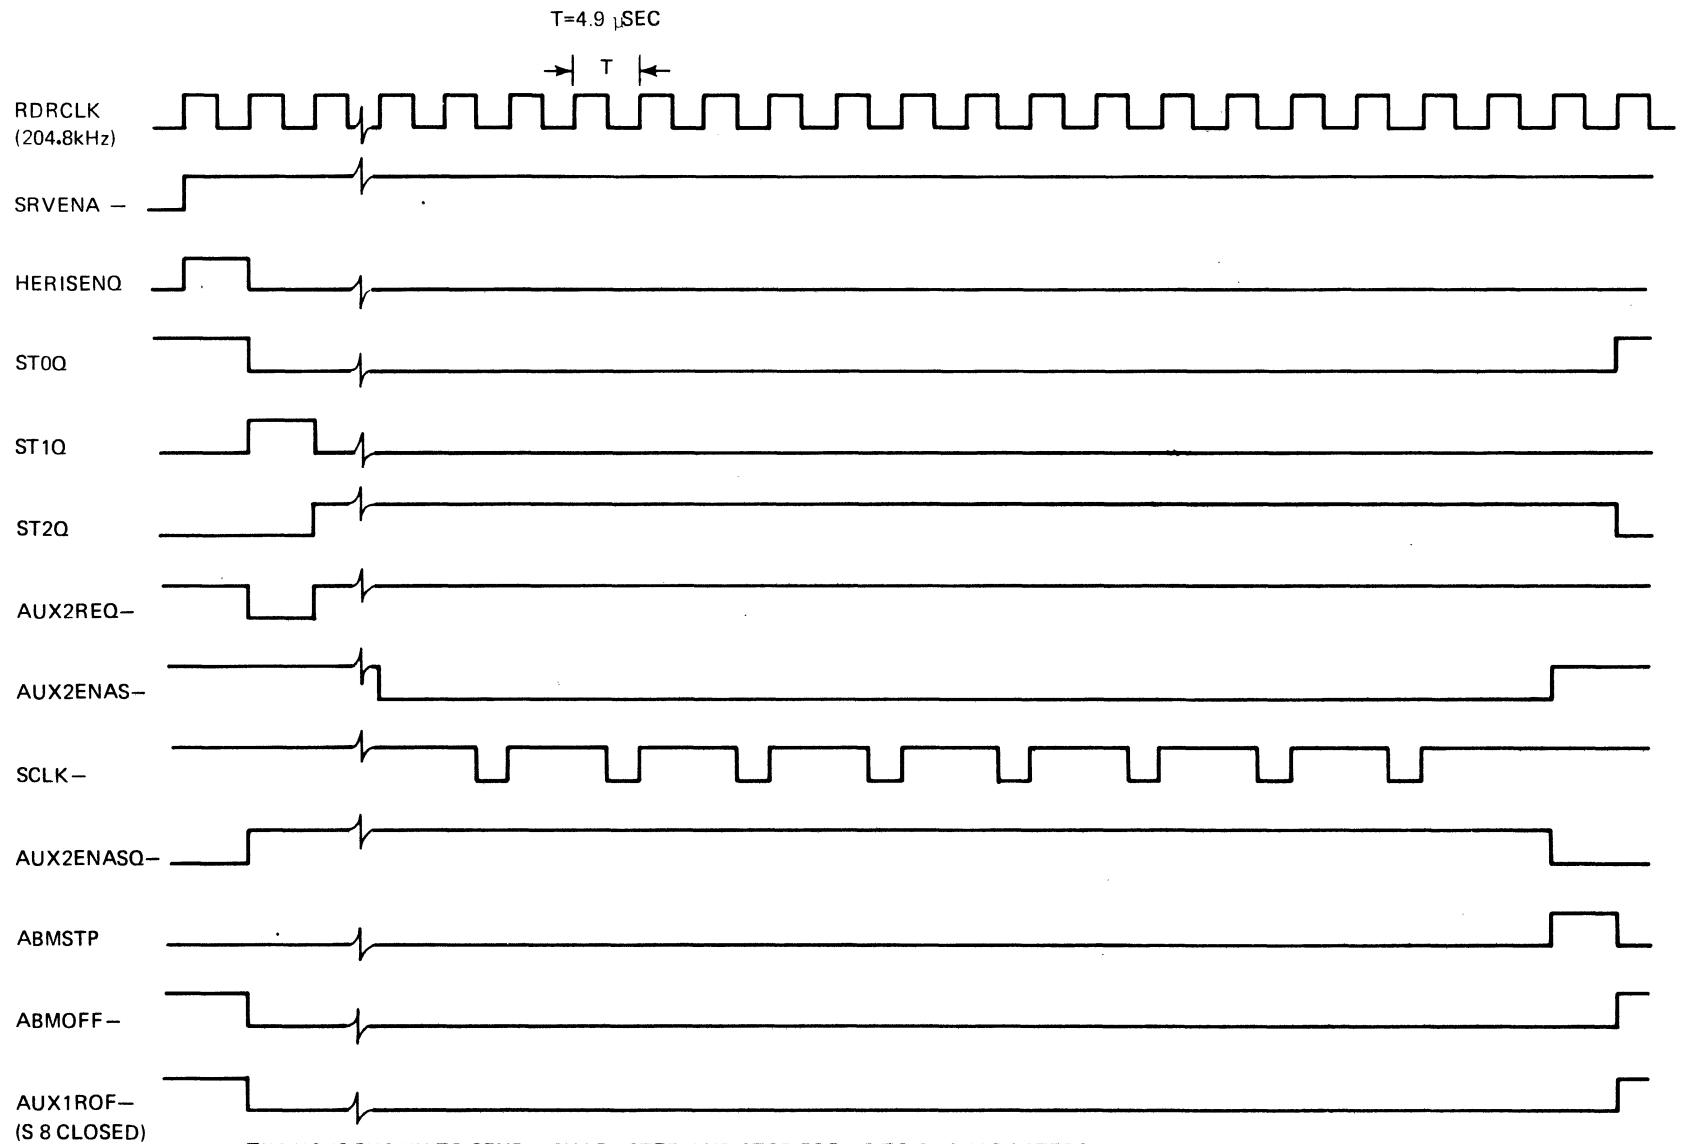 T=4.9 μSEC
T
RDRCLK
(204.8kHz)
SRVENA –
HERISENQ
ST0Q
ST1Q
ST2Q
AUX2REQ–
AUX2ENAS–
SCLK–
AUX2ENASQ–
ABMSTP
ABMOFF–
AUX1ROF–
(S 8 CLOSED)